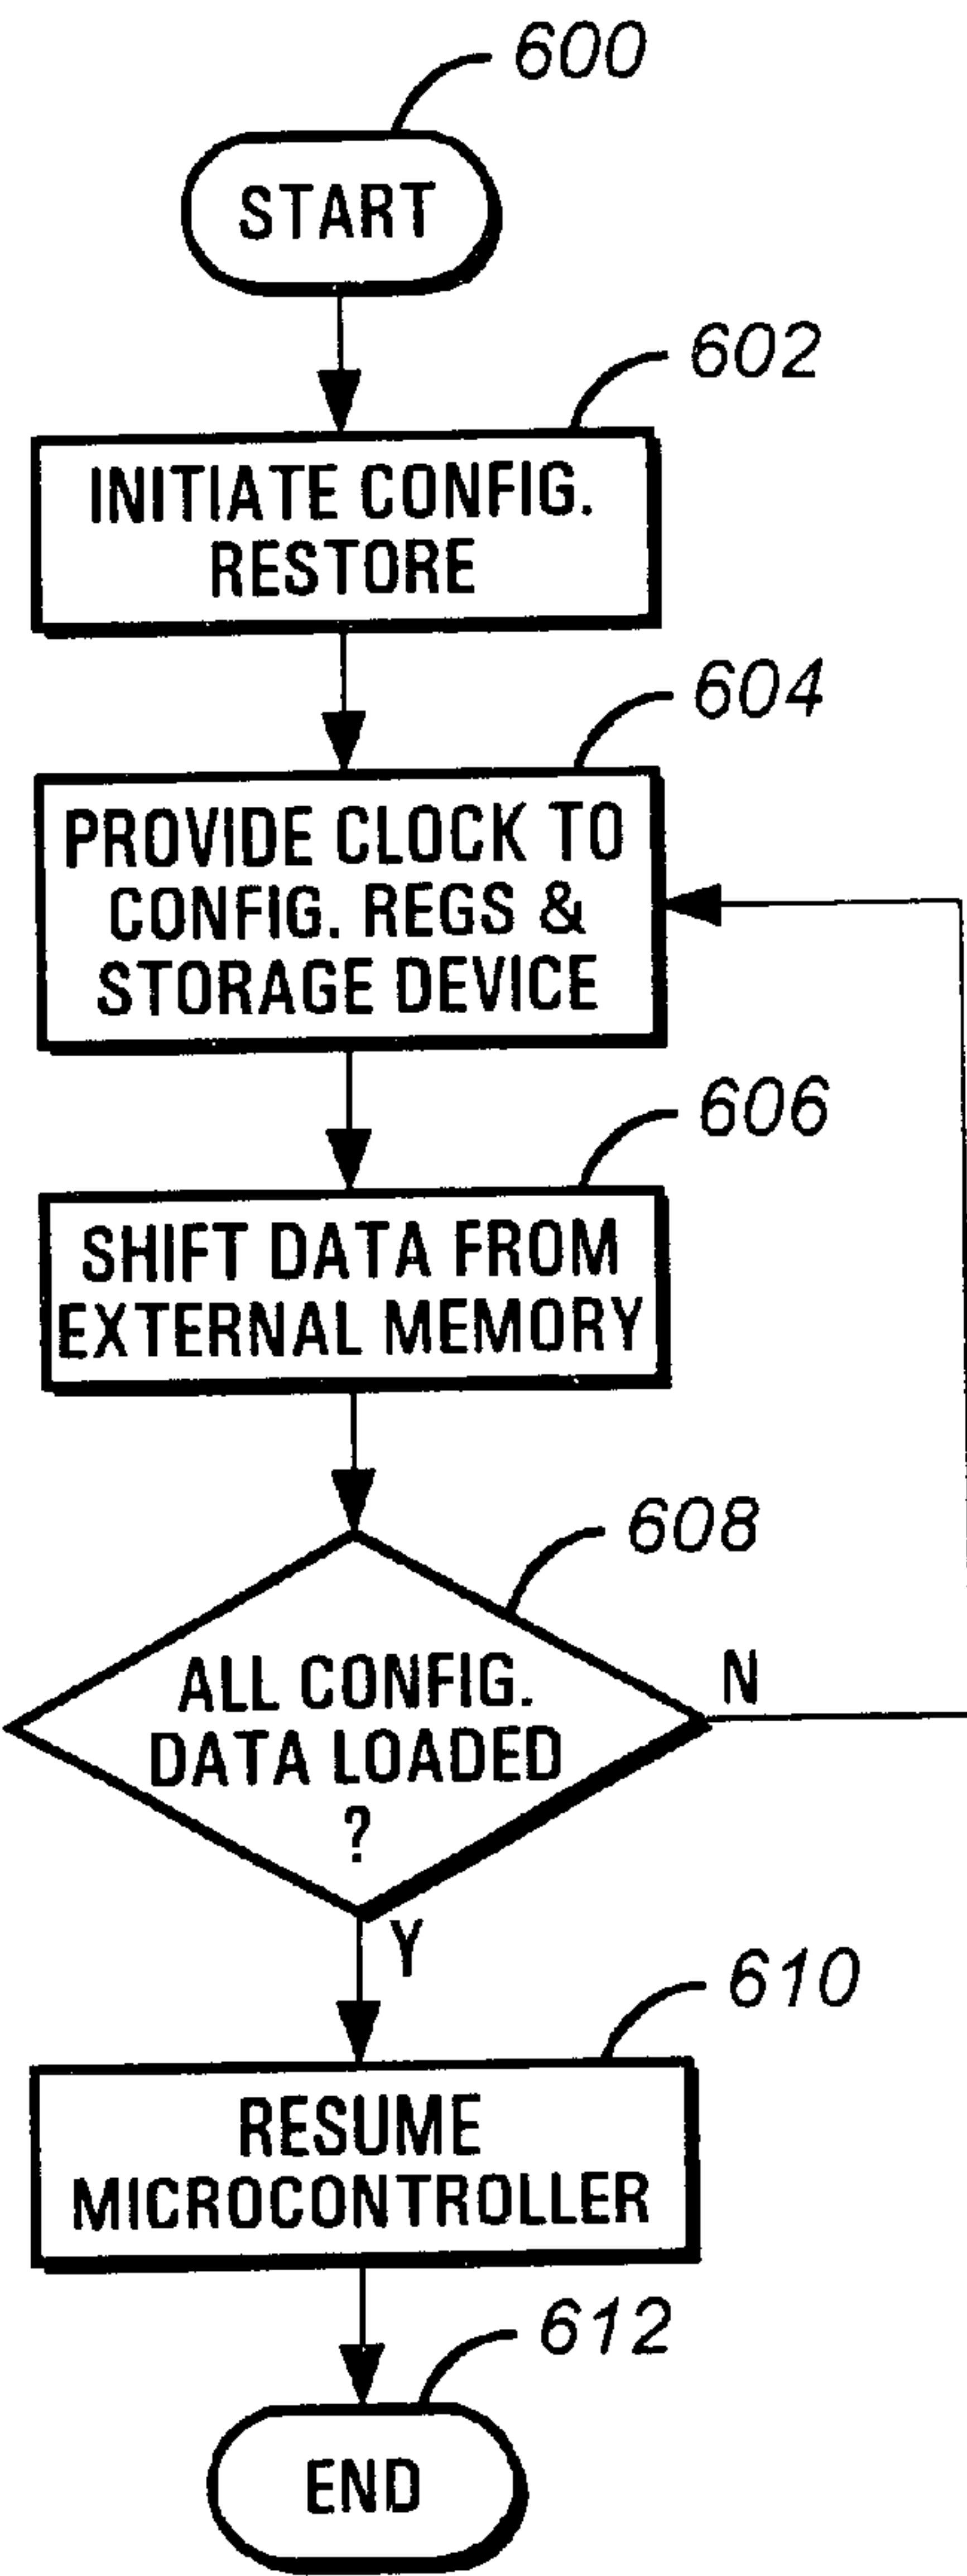 600
START
602
INITIATE CONFIG.
RESTORE
604
PROVIDE CLOCK TO
CONFIG. REGS &
STORAGE DEVICE
606
SHIFT DATA FROM
EXTERNAL MEMORY
608
ALL CONFIG.
DATA LOADED
?
N
Y
610
RESUME
MICROCONTROLLER
612
END